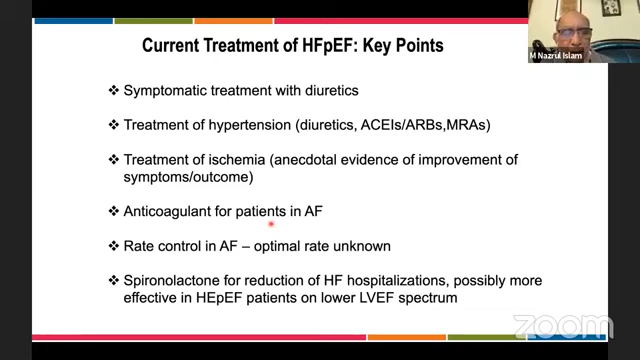 Current Treatment of HFpEF: Key Points
M Nazrul Islam
❖ Symptomatic treatment with diuretics
❖ Treatment of hypertension (diuretics, ACEIs/ARBs,MRAs)
❖ Treatment of ischemia (anecdotal evidence of improvement of
symptoms/outcome)
❖ Anticoagulant for patients in AF
❖ Rate control in AF – optimal rate unknown
❖ Spironolactone for reduction of HF hospitalizations, possibly more
effective in HEpEF patients on lower LVEF spectrum
zoom